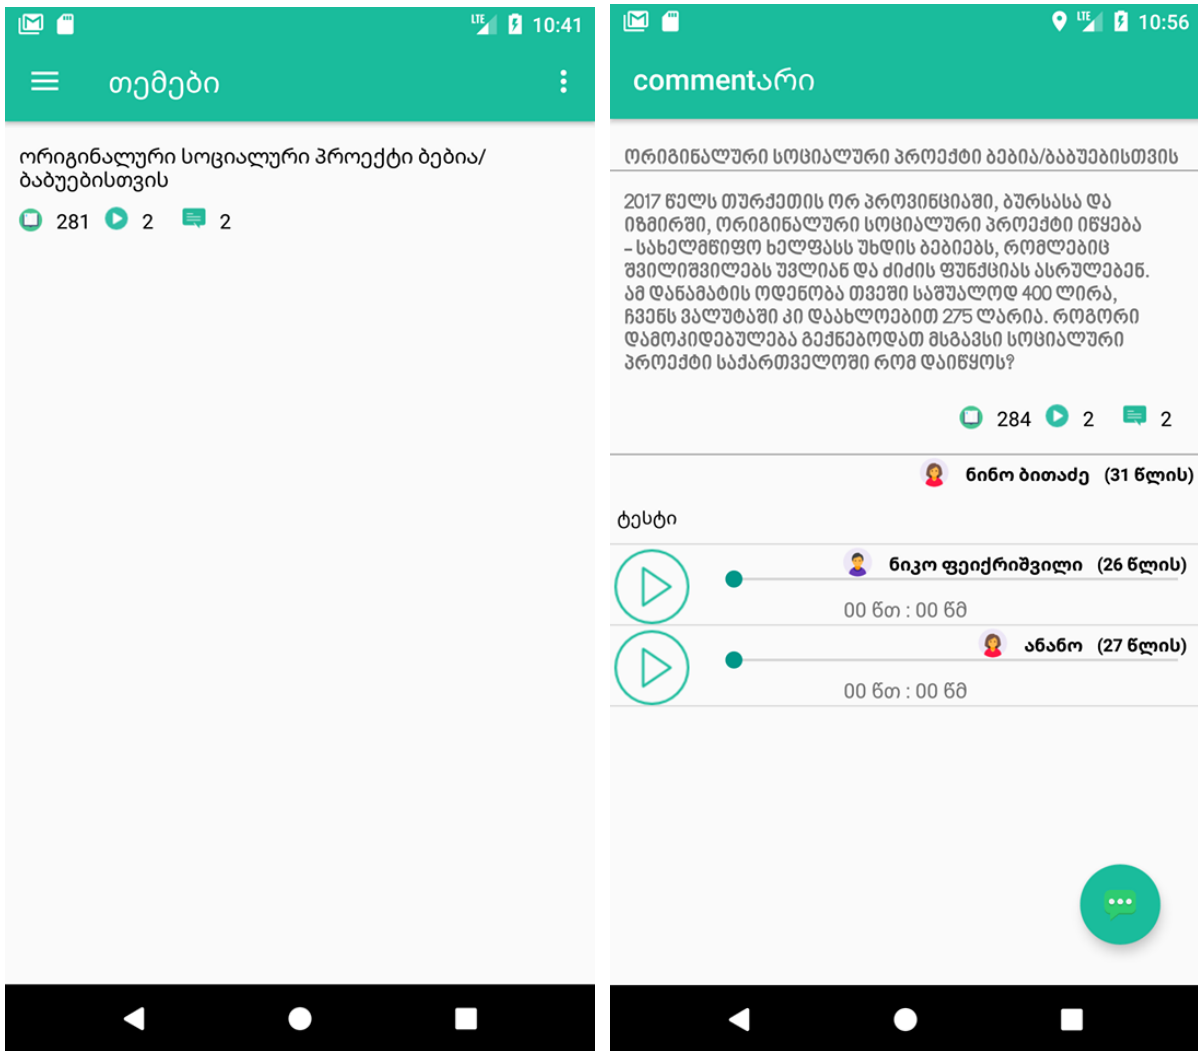 LTE 10:41
თემები
ორიგინალური სოციალური პროექტი ბებია/
ბაბუებისთვის
281 2 2
LTE 10:56
commentარი
ორიგინალური სოციალური პროექტი ბებია/ბაბუებისთვის
2017 წელს თურქეთის ორ პროვინციაში, ბურსასა და
იზმირში, ორიგინალური სოციალური პროექტი იწყება
– სახელმწიფო ხელფასს უხდის ბებიებს, რომლებიც
შვილიშვილებს უვლიან და ძიძის ფუნქციას ასრულებენ.
ამ დანამატის ოდენობა თვეში საშუალოდ 400 ლირა,
ჩვენს ვალუტაში კი დაახლოებით 275 ლარია. როგორი
დამოკიდებულება გექნებოდათ მსგავსი სოციალური
პროექტი საქართველოში რომ დაიწყოს?
284 2 2
ნინო ბითაძე (31 წლის)
ტესტი
ნიკო ფეიქრიშვილი (26 წლის)
00 წთ : 00 წმ
ანანო (27 წლის)
00 წთ : 00 წმ